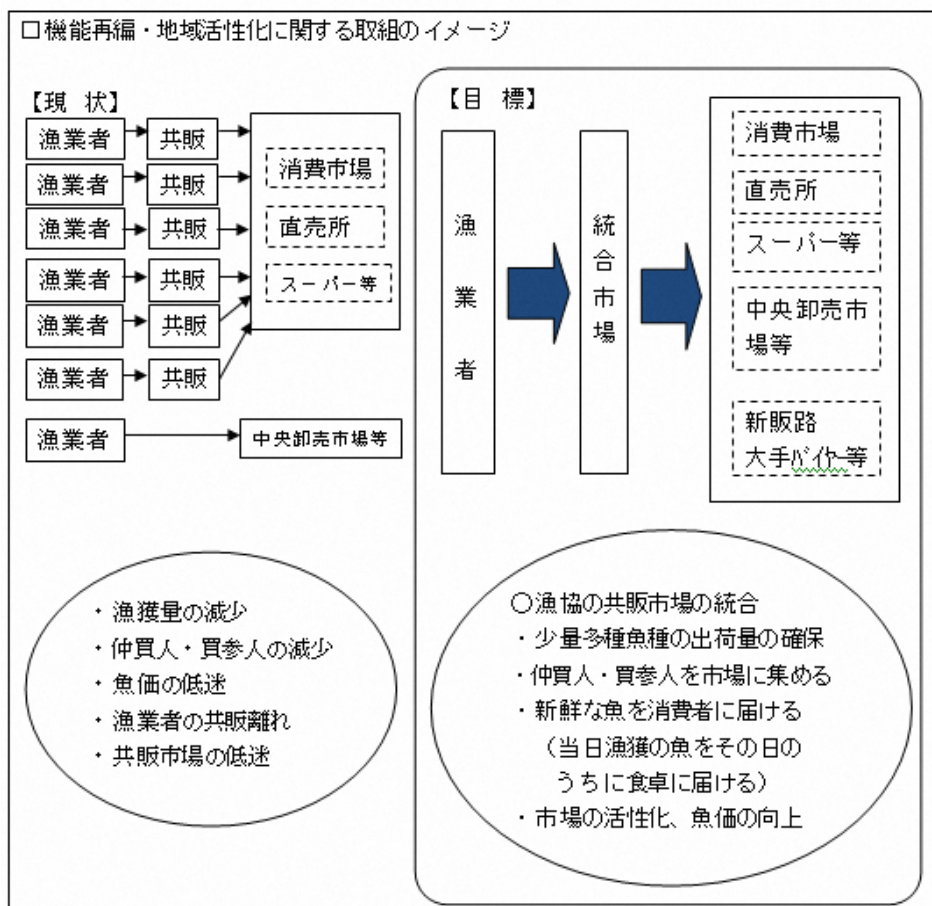 □機能再編・地域活性化に関する取組のイメージ
【現 状】
漁業者 共販
漁業者 共販
漁業者 共販
漁業者 共販
漁業者 共販
漁業者 共販
消費市場
直売所
スーパー等
漁業者 中央卸売市場等
・漁獲量の減少
・仲買人・買参人の減少
・魚価の低迷
・漁業者の共販離れ
・共販市場の低迷
【目 標】
漁業者
統合市場
消費市場
直売所
スーパー等
中央卸売市
場等
新販路
大手バイヤー等
○漁協の共販市場の統合
・少量多種魚種の出荷量の確保
・仲買人・買参人を市場に集める
・新鮮な魚を消費者に届ける
(当日漁獲の魚をその日の
うちに食卓に届ける)
・市場の活性化、魚価の向上